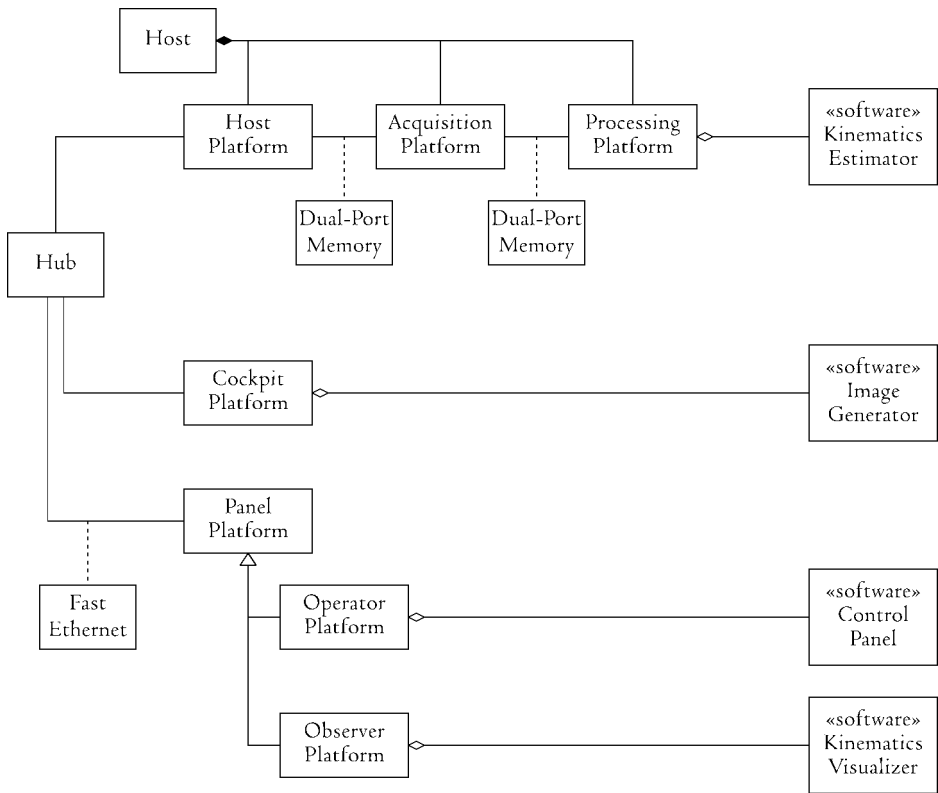 Host
Host
Platform
Acquisition
Platform
Processing
Platform
«software»
Kinematics
Estimator
Dual-Port
Memory
Dual-Port
Memory
Hub
Cockpit
Platform
«software»
Image
Generator
Panel
Platform
Fast
Ethernet
Operator
Platform
«software»
Control
Panel
Observer
Platform
«software»
Kinematics
Visualizer